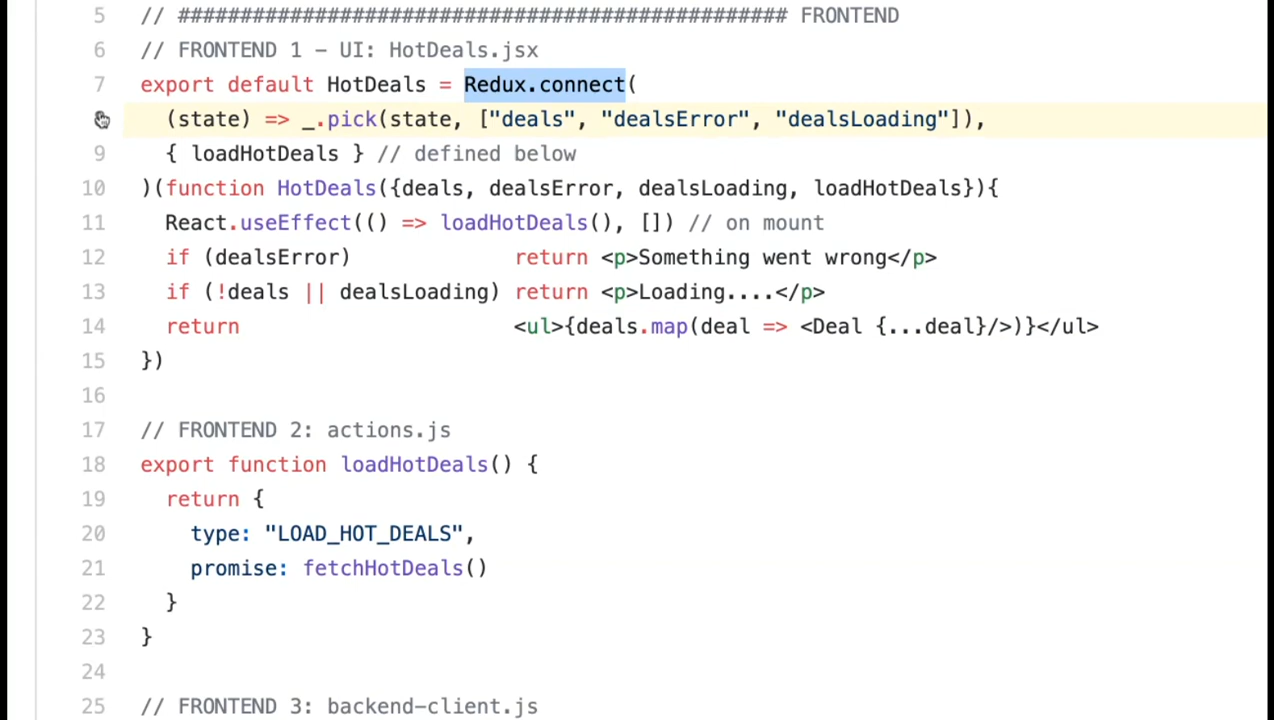 5 // ################################################# FRONTEND
6 // FRONTEND 1 - UI: HotDeals.jsx
7 export default HotDeals = Redux.connect(
(state) => _.pick(state, ["deals", "dealsError", "dealsLoading"]),
9 { loadHotDeals } // defined below
10 )(function HotDeals({deals, dealsError, dealsLoading, loadHotDeals}){
11 React.useEffect(() => loadHotDeals(), []) // on mount
12 if (dealsError) return <p>Something went wrong</p>
13 if (!deals || dealsLoading) return <p>Loading....</p>
14 return <ul>{deals.map(deal => <Deal {...deal}/>)}</ul>
15 })
16
17 // FRONTEND 2: actions.js
18 export function loadHotDeals() {
19 return {
20 type: "LOAD_HOT_DEALS",
21 promise: fetchHotDeals()
22 }
23 }
24
25 // FRONTEND 3: backend-client.js